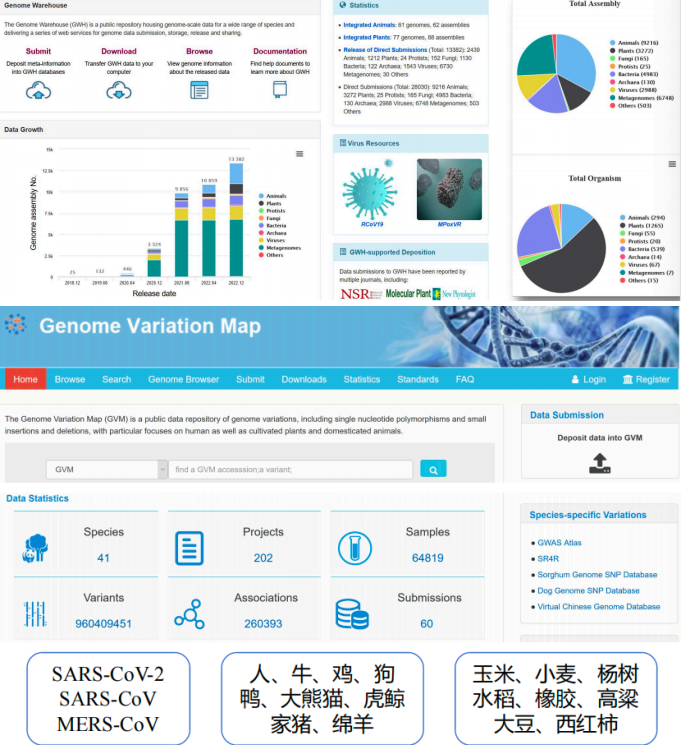 Genome Warehouse
Genome Warehouse (GWH) is a public repository housing genome-scale data for a wide range of species and
delivering a series of web services for genome data submission, storage, release and sharing.
Submit Download Browse Documentation
Deposit meta-information Transfer GWH data to your View genome information Find help documents to
into GWH databases computer about the released data learn more about GWH
Statistics
Integrated Animals: 61 genomes, 62 assemblies
Integrated Plants: 77 genomes, 88 assemblies
Release of Direct Submissions (Total: 13382): 2439
Animals; 1212 Plants; 24 Protists; 152 Fungi; 1130
Bacteria; 122 Archaea; 1543 Viruses; 6730
Metagenomes; 30 Others
Direct Submissions (Total: 28030): 9216 Animals;
3272 Plants; 25 Protists; 165 Fungi; 4983 Bacteria;
130 Archaea; 2988 Viruses; 6748 Metagenomes; 503
Others
Total Assembly
Animals (9216)
Plants (3272)
Fungi (165)
Protists (25)
Bacteria (4983)
Archaea (130)
Viruses (2988)
Metagenomes (6748)
Others (503)
Data Growth
Genome assembly No.
15k
12.5k
10k
7.5k
5k
2.5k
0
25 132 446 3 324 9 856 10 859 13 382
2018.12 2019.08 2020.04 2020.12 2021.08 2022.04 2022.12
Release date
Animals
Plants
Protists
Fungi
Bacteria
Archaea
Viruses
Metagenomes
Others
Virus Resources
RCoV19 MPoxVR
GWH-supported Deposition
Data submissions to GWH have been reported by
multiple journals, including:
NSR Molecular Plant New Phytologist
Total Organism
Animals (294)
Plants (1265)
Fungi (55)
Protists (20)
Bacteria (539)
Archaea (14)
Viruses (67)
Metagenomes (7)
Others (15)
Genome Variation Map
Home Browse Search Genome Browser Submit Downloads Statistics Standards FAQ Login Register
The Genome Variation Map (GVM) is a public data repository of genome variations, including single nucleotide polymorphisms and small
insertions and deletions, with particular focuses on human as well as cultivated plants and domesticated animals.
GVM find a GVM accesssion;a variant;
Data Submission
Deposit data into GVM
Data Statistics
Species Projects Samples
41 202 64819
Variants Associations Submissions
960409451 260393 60
Species-specific Variations
GWAS Atlas
SR4R
Sorghum Genome SNP Database
Dog Genome SNP Database
Virtual Chinese Genome Database
SARS-CoV-2
SARS-CoV
MERS-CoV
人、牛、鸡、狗
鸭、大熊猫、虎鲸
家猪、绵羊
玉米、小麦、杨树
水稻、橡胶、高粱
大豆、西红柿